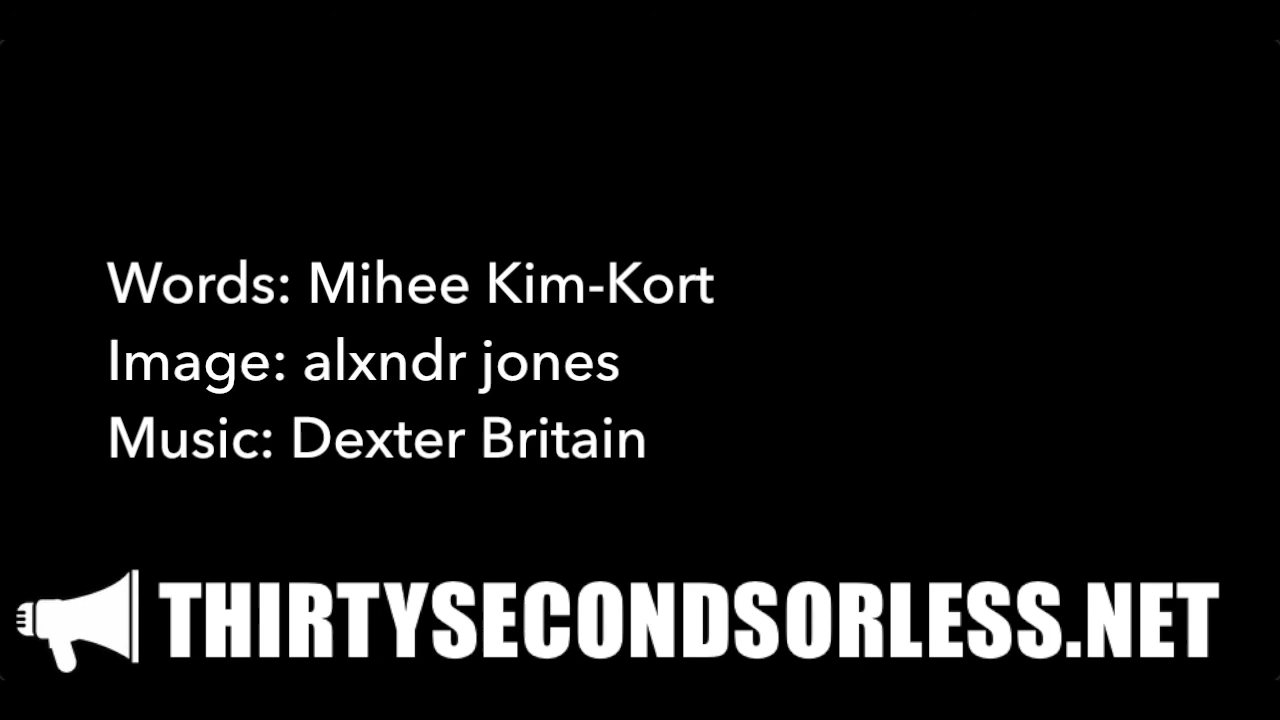 Words: Mihee Kim-Kort
Image: alxndr jones
Music: Dexter Britain
THIRTYSECONDSORLESS.NET